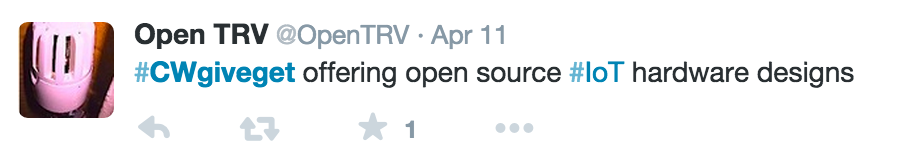 Open TRV @OpenTRV · Apr 11
#CWgiveget offering open source #IoT hardware designs
1